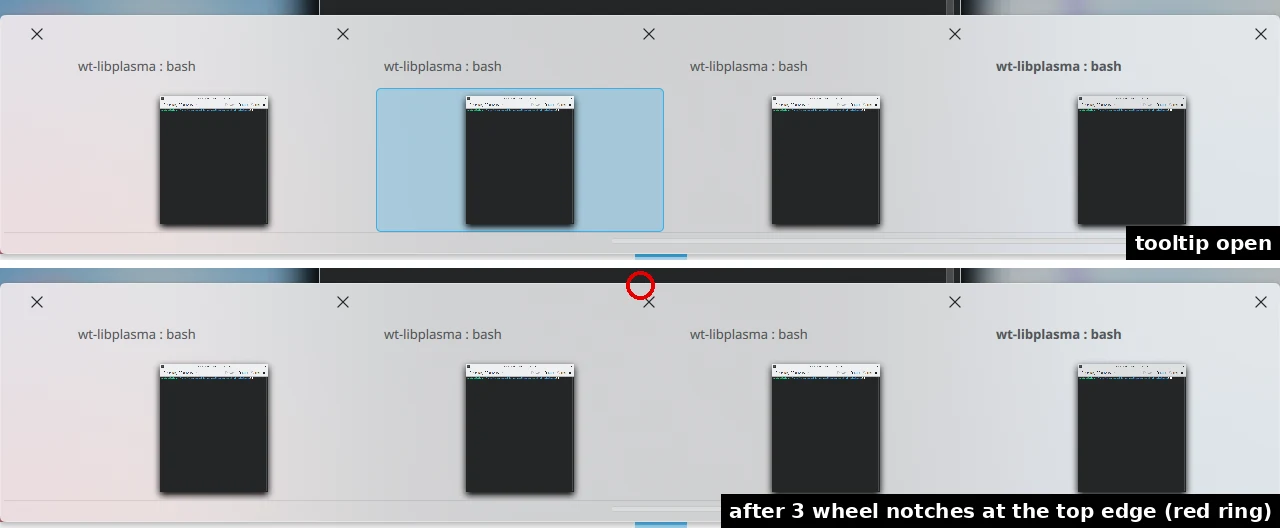 wt-libplasma : bash
wt-libplasma : bash
wt-libplasma : bash
wt-libplasma : bash
tooltip open
wt-libplasma : bash
wt-libplasma : bash
wt-libplasma : bash
wt-libplasma : bash
after 3 wheel notches at the top edge (red ring)